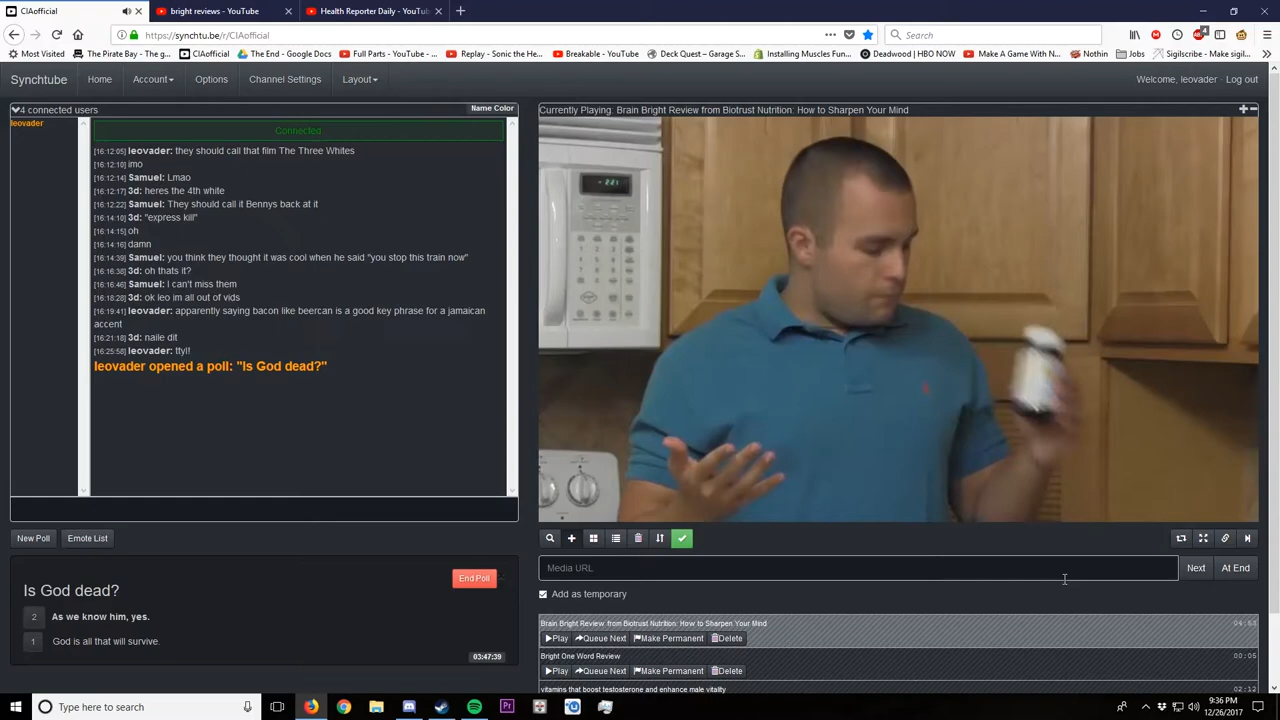 CIAofficial
bright reviews - YouTube
Health Reporter Daily - YouTub
https://synchtu.be/r/CIAofficial
Search
Most Visited
The Pirate Bay - The g...
CIAofficial
The End - Google Docs
Full Parts - YouTube - ...
Replay - Sonic the He...
Breakable - YouTube
Deck Quest – Garage S...
Installing Muscles Fun...
Deadwood | HBO NOW
Make A Game With N...
Nothin
Jobs
Sigilscribe - Make sigil...
Synchtube
Home
Account
Options
Channel Settings
Layout
Welcome, leovader · Log out
4 connected users
Name Color
leovader
Connected
[16:12:05] leovader: they should call that film The Three Whites
[16:12:10] imo
[16:12:14] Samuel: Lmao
[16:12:17] 3d: heres the 4th white
[16:12:22] Samuel: They should call it Bennys back at it
[16:14:10] 3d: "express kill"
[16:14:15] oh
[16:14:16] damn
[16:14:39] Samuel: you think they thought it was cool when he said "you stop this train now"
[16:16:38] 3d: oh thats it?
[16:16:46] Samuel: I can't miss them
[16:18:28] 3d: ok leo im all out of vids
[16:19:41] leovader: apparently saying bacon like beercan is a good key phrase for a jamaican
accent
[16:21:18] 3d: naile dit
[16:25:58] leovader: ttyl!
leovader opened a poll: "Is God dead?"
New Poll
Emote List
Is God dead?
End Poll
2 As we know him, yes.
1 God is all that will survive.
03:47:39
Currently Playing: Brain Bright Review from Biotrust Nutrition: How to Sharpen Your Mind
Media URL
Next
At End
Add as temporary
Brain Bright Review from Biotrust Nutrition: How to Sharpen Your Mind
04:53
Play Queue Next Make Permanent Delete
Bright One Word Review
00:05
Play Queue Next Make Permanent Delete
vitamins that boost testosterone and enhance male vitality
02:12
Type here to search
9:36 PM
12/26/2017